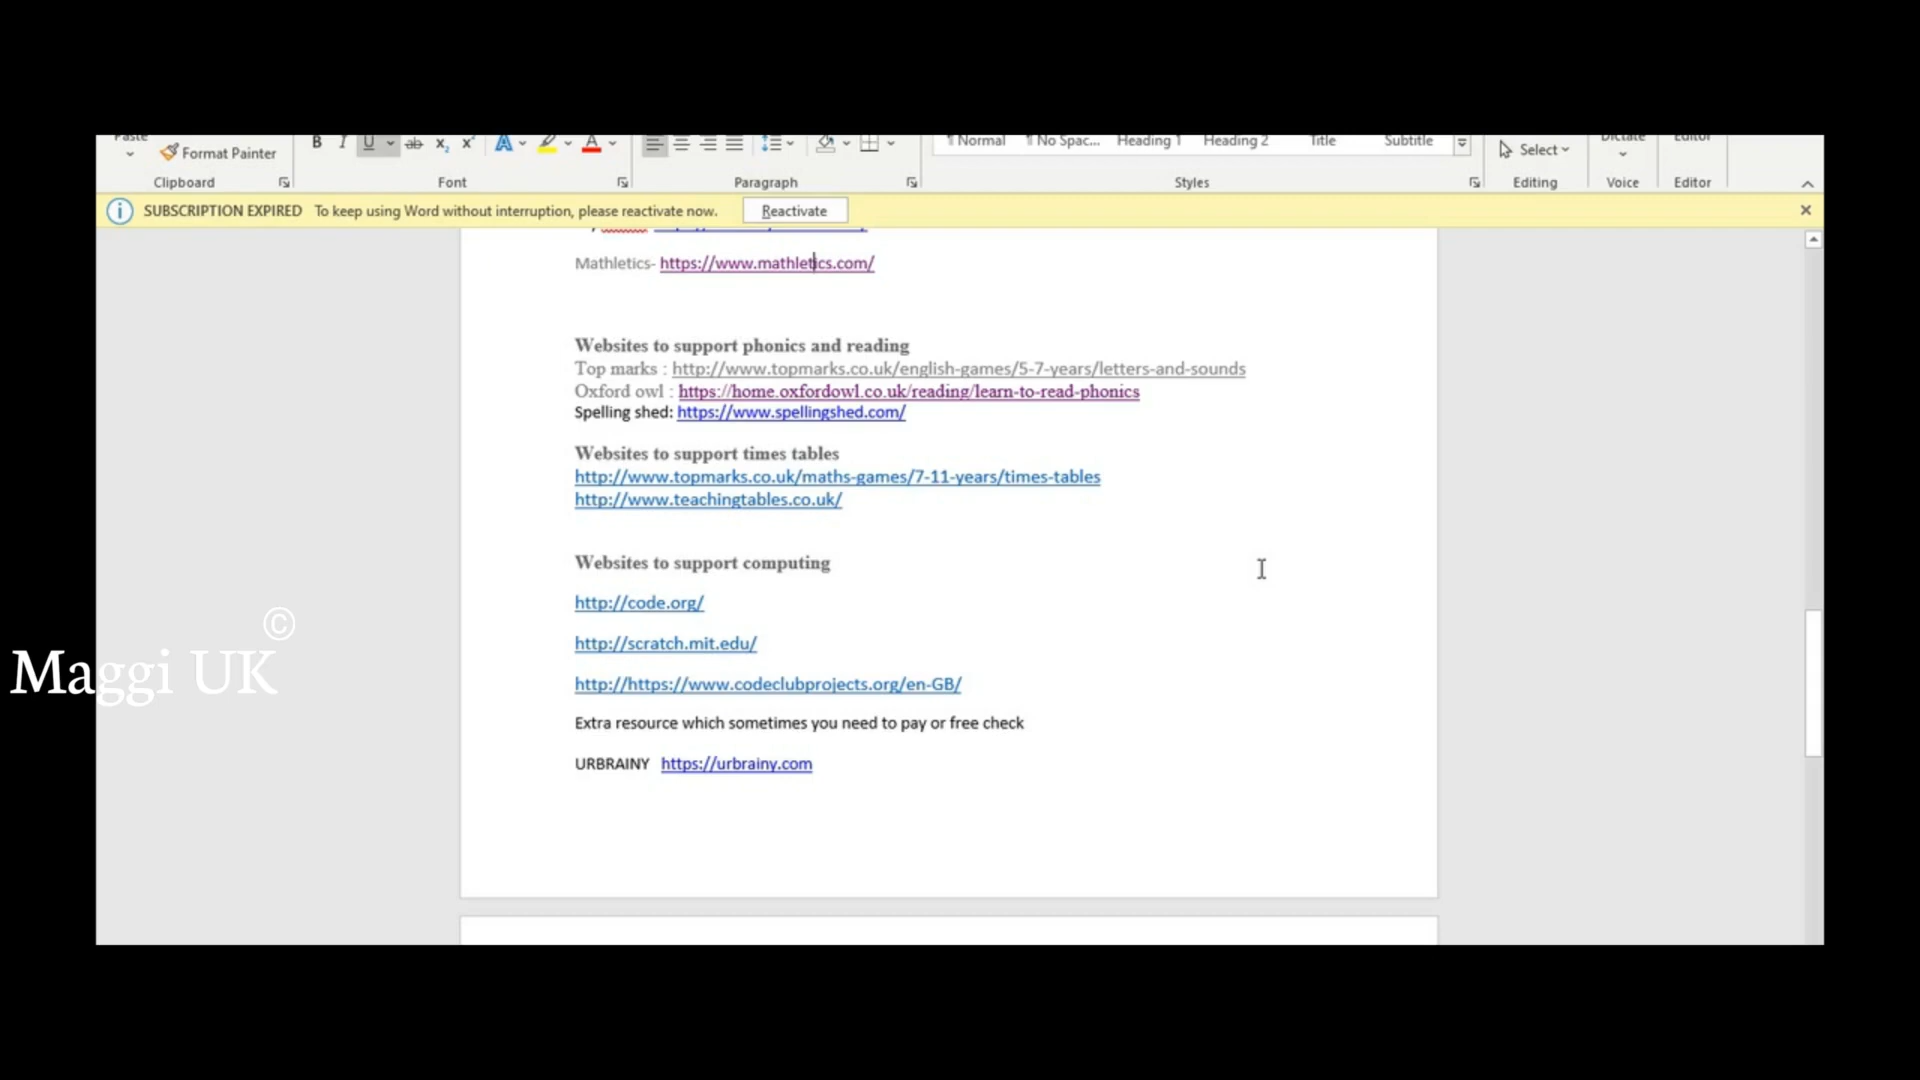 Paste
Format Painter
B I U ab x₂ x² A A
Normal No Spac... Heading 1 Heading 2 Title Subtitle
Select
Dictate
Editor
Clipboard Font Paragraph Styles Editing Voice Editor
SUBSCRIPTION EXPIRED To keep using Word without interruption, please reactivate now. Reactivate
Mathletics- https://www.mathletics.com/
Websites to support phonics and reading
Top marks : http://www.topmarks.co.uk/english-games/5-7-years/letters-and-sounds
Oxford owl : https://home.oxfordowl.co.uk/reading/learn-to-read-phonics
Spelling shed: https://www.spellingshed.com/
Websites to support times tables
http://www.topmarks.co.uk/maths-games/7-11-years/times-tables
http://www.teachingtables.co.uk/
Websites to support computing
http://code.org/
http://scratch.mit.edu/
http://https://www.codeclubprojects.org/en-GB/
Extra resource which sometimes you need to pay or free check
URBRAINY https://urbrainy.com
©
Maggi UK